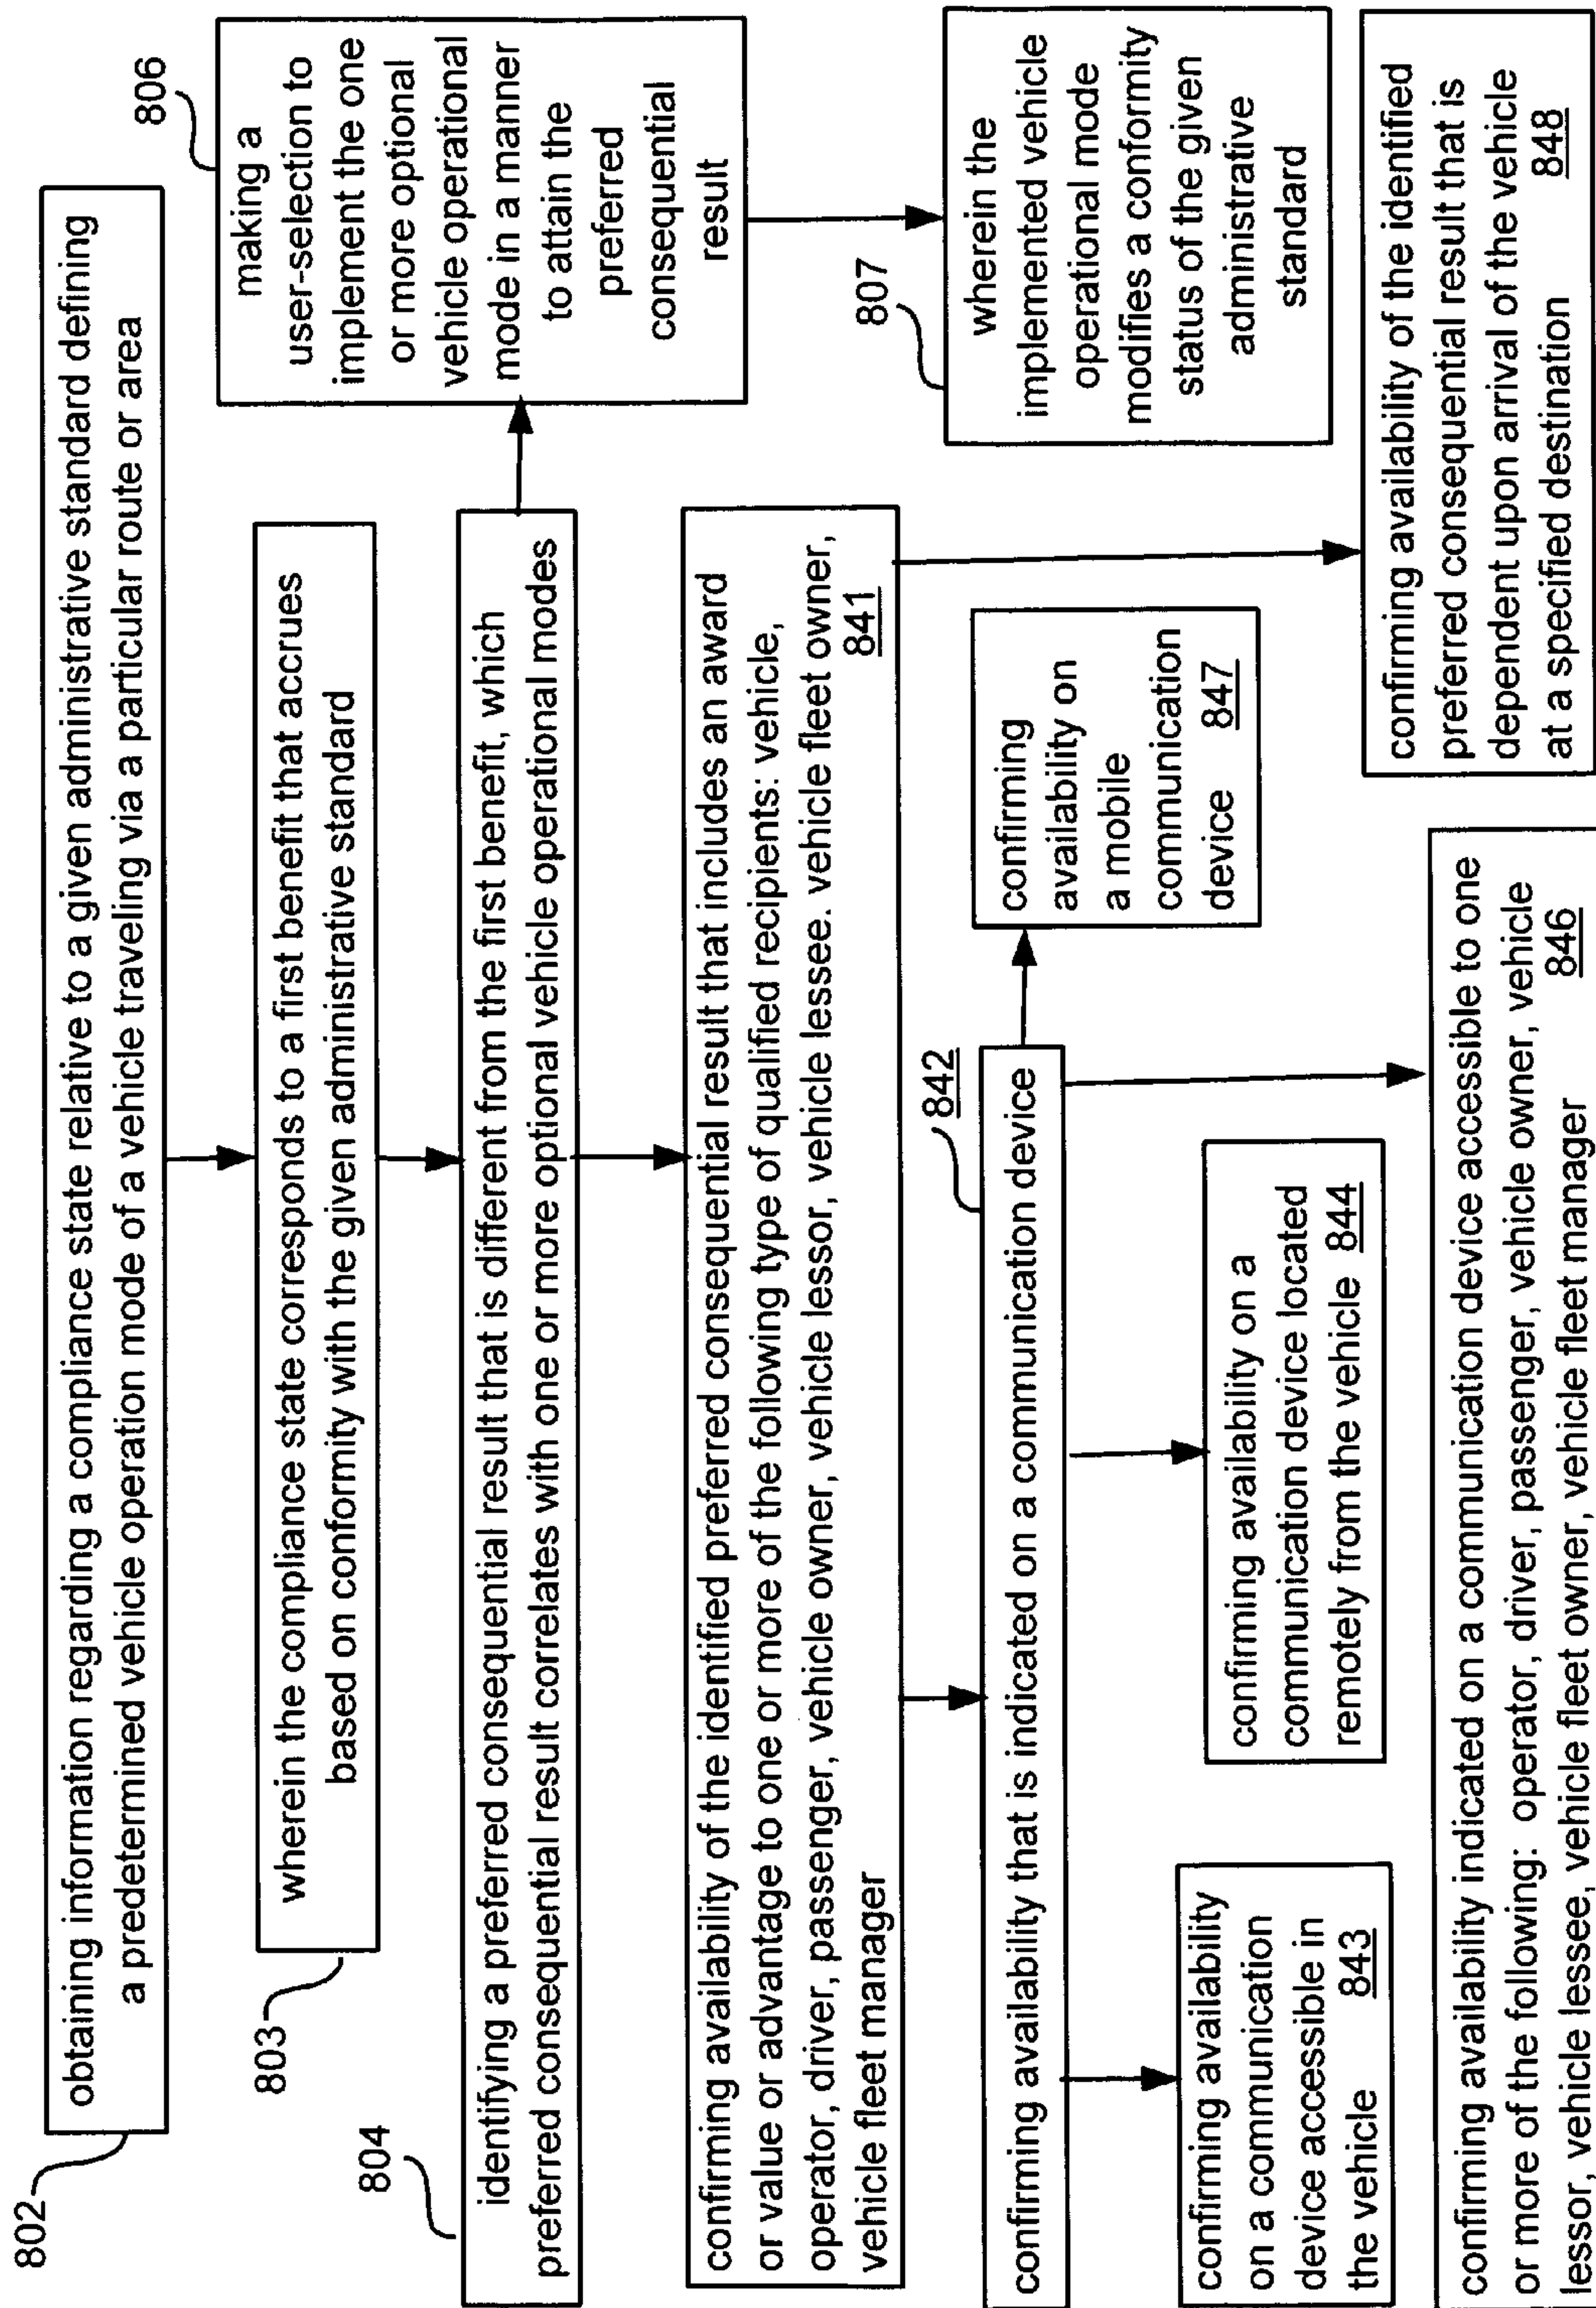 802
obtaining information regarding a compliance state relative to a given administrative standard defining
a predetermined vehicle operation mode of a vehicle traveling via a particular route or area
803
wherein the compliance state corresponds to a first benefit that accrues
based on conformity with the given administrative standard
804
identifying a preferred consequential result that is different from the first benefit, which
preferred consequential result correlates with one or more optional vehicle operational modes
806
making a
user-selection to
implement the one
or more optional
vehicle operational
mode in a manner
to attain the
preferred
consequential
result
807
wherein the
implemented vehicle
operational mode
modifies a conformity
status of the given
administrative
standard
confirming availability of the identified preferred consequential result that includes an award
or value or advantage to one or more of the following type of qualified recipients: vehicle,
operator, driver, passenger, vehicle owner, vehicle lessor, vehicle lessee. vehicle fleet owner,
vehicle fleet manager 841
842
confirming availability that is indicated on a communication device
confirming availability
on a communication
device accessible in
the vehicle 843
confirming availability on a
communication device located
remotely from the vehicle 844
confirming
availability on
a mobile
communication
device 847
confirming availability indicated on a communication device accessible to one
or more of the following: operator, driver, passenger, vehicle owner, vehicle
lessor, vehicle lessee, vehicle fleet owner, vehicle fleet manager 846
confirming availability of the identified
preferred consequential result that is
dependent upon arrival of the vehicle
at a specified destination 848